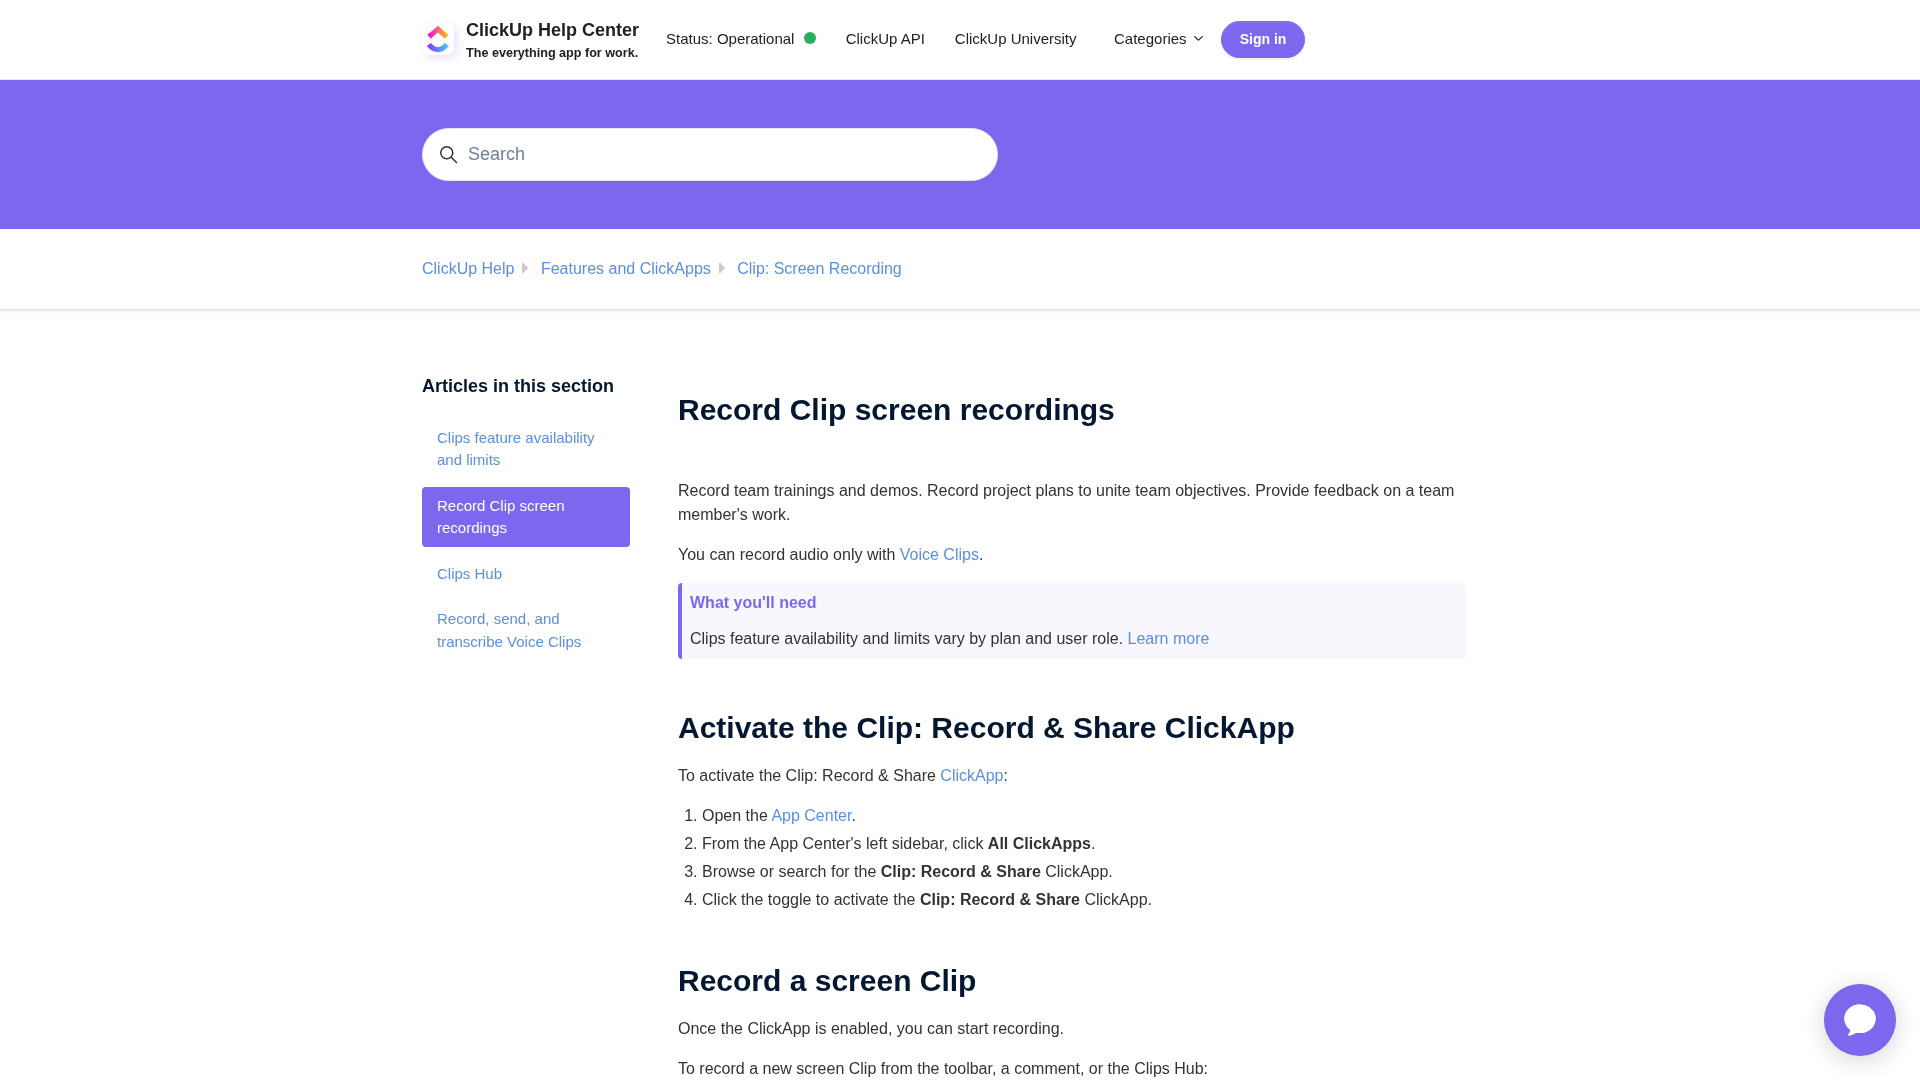 ClickUp Help Center
The everything app for work.
Status: Operational
ClickUp API
ClickUp University
Categories
Sign in
Search
ClickUp Help
Features and ClickApps
Clip: Screen Recording
Articles in this section
Clips feature availability
and limits
Record Clip screen
recordings
Clips Hub
Record, send, and
transcribe Voice Clips
Record Clip screen recordings
Record team trainings and demos. Record project plans to unite team objectives. Provide feedback on a team
member's work.
You can record audio only with Voice Clips.
What you'll need
Clips feature availability and limits vary by plan and user role. Learn more
Activate the Clip: Record & Share ClickApp
To activate the Clip: Record & Share ClickApp:
1. Open the App Center.
2. From the App Center's left sidebar, click All ClickApps.
3. Browse or search for the Clip: Record & Share ClickApp.
4. Click the toggle to activate the Clip: Record & Share ClickApp.
Record a screen Clip
Once the ClickApp is enabled, you can start recording.
To record a new screen Clip from the toolbar, a comment, or the Clips Hub: